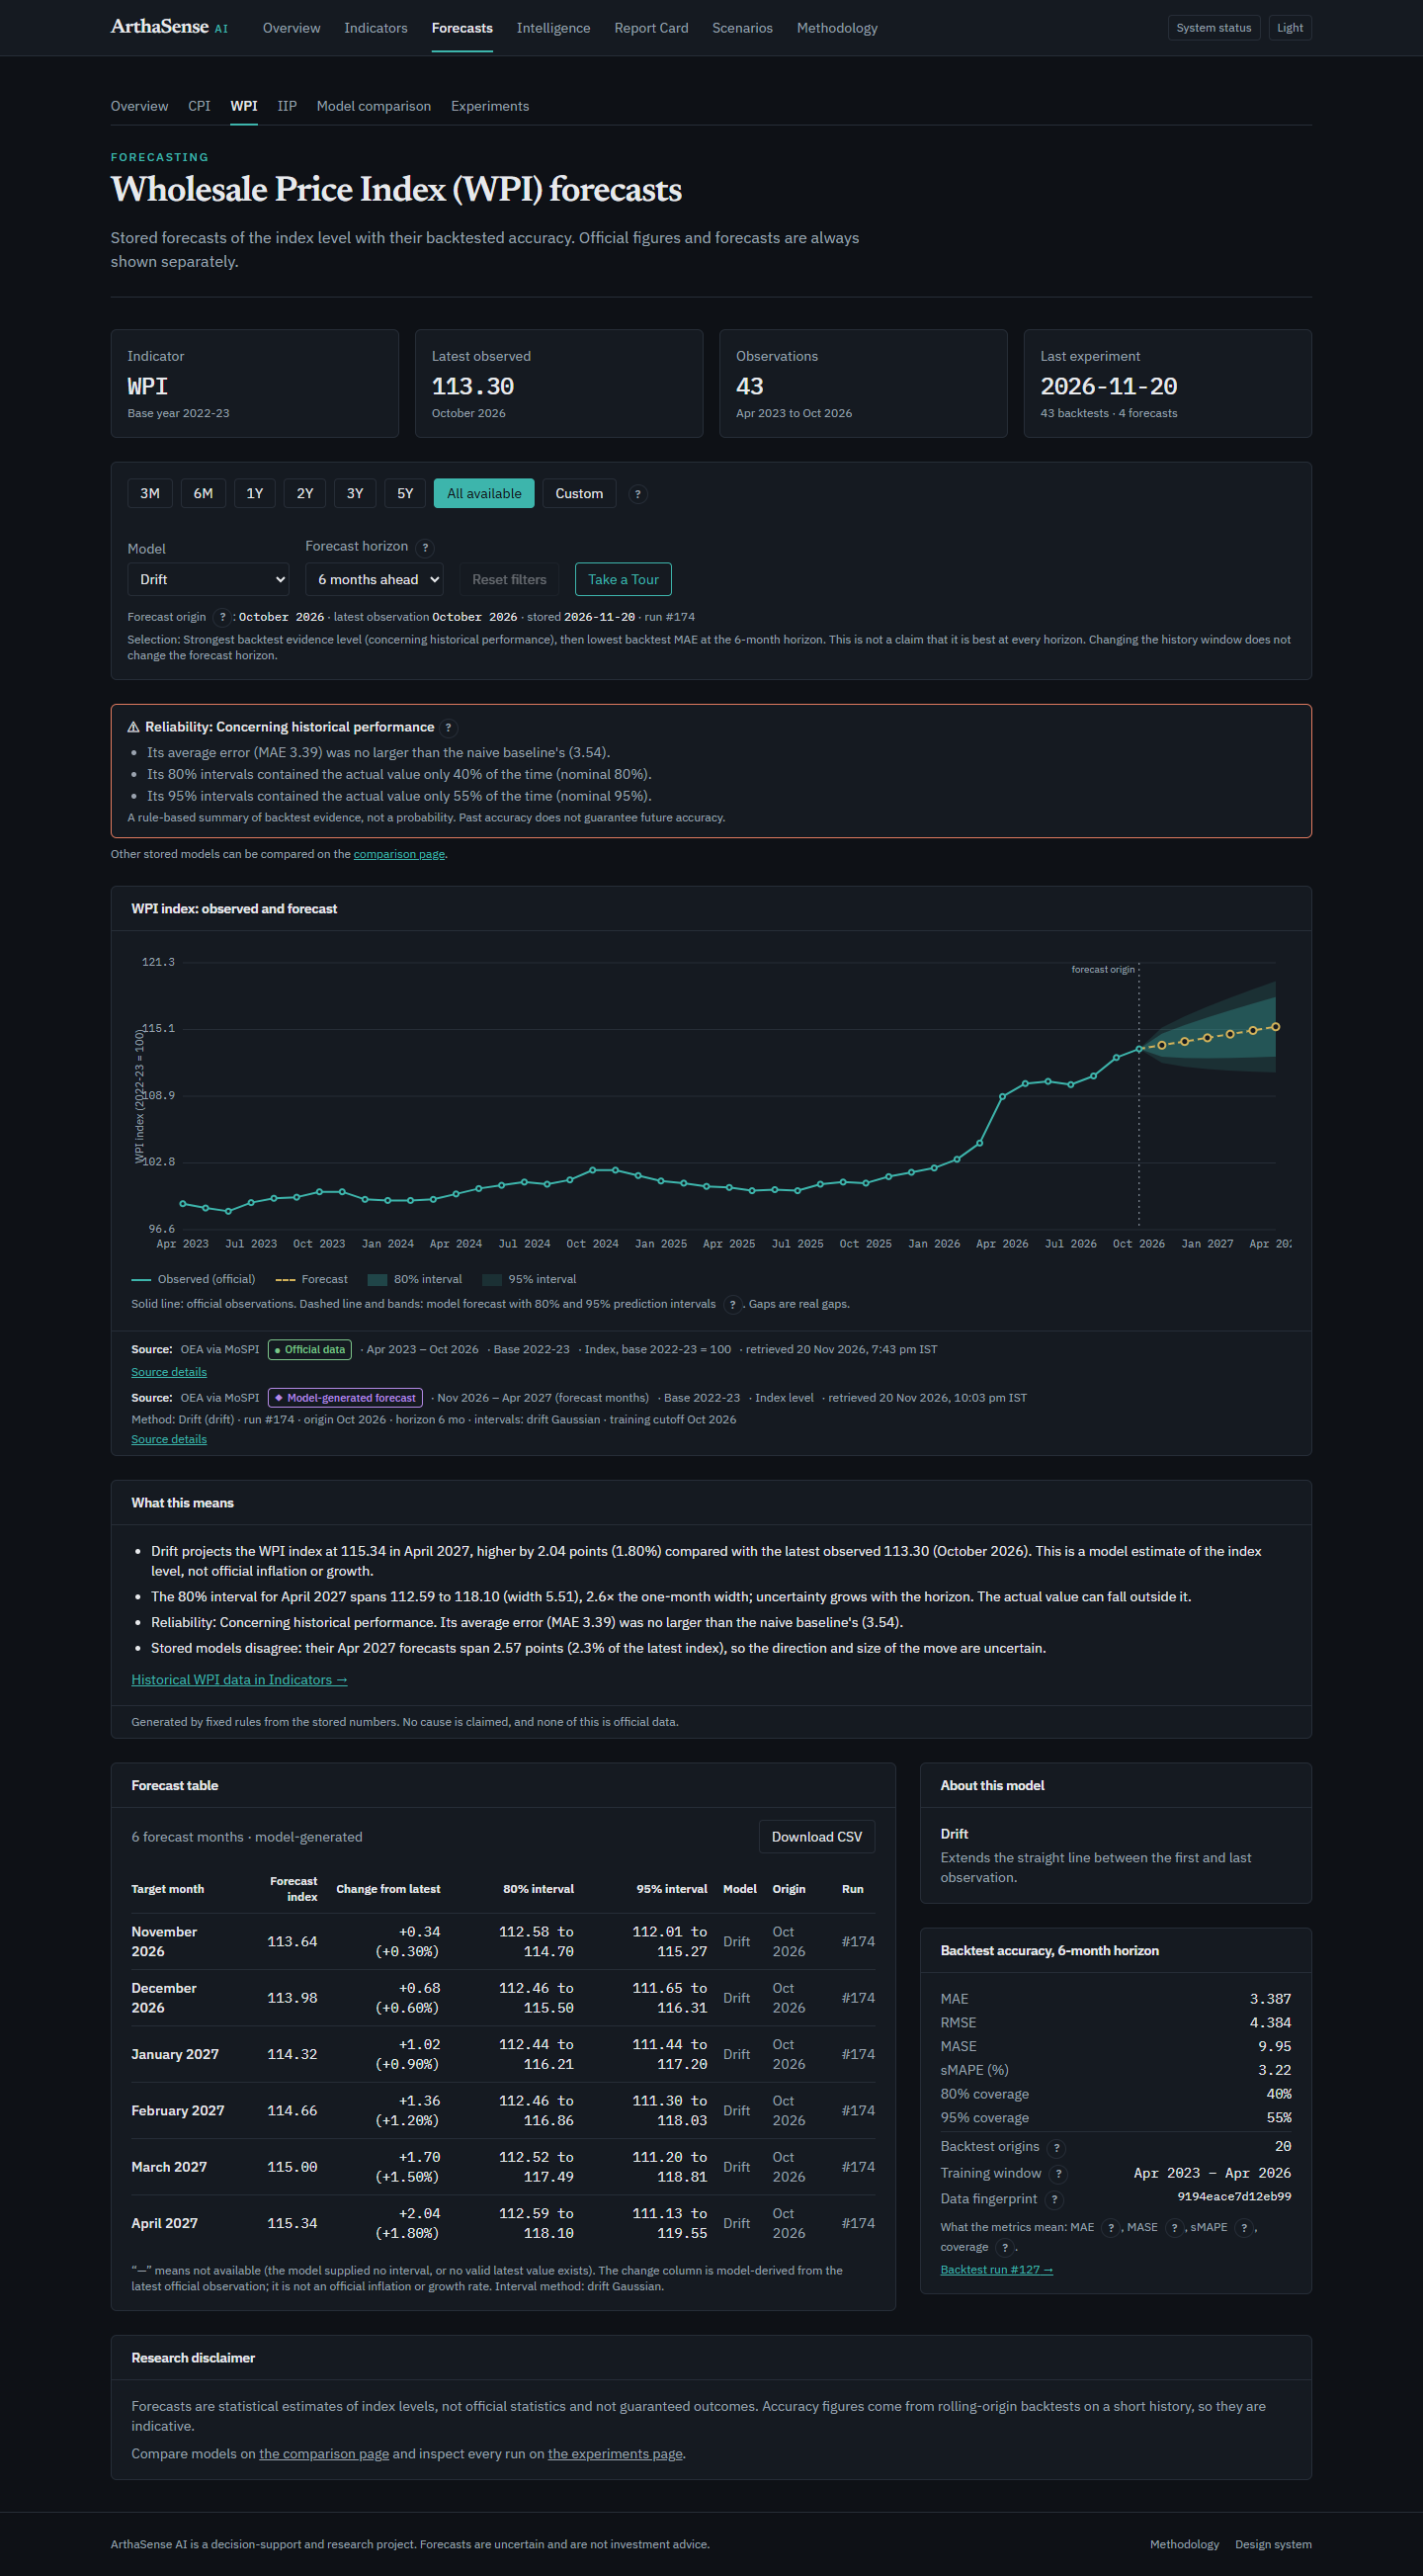 ArthaSense AI
Overview Indicators Forecasts Intelligence Report Card Scenarios Methodology
System status Light
Overview CPI WPI IIP Model comparison Experiments
FORECASTING
Wholesale Price Index (WPI) forecasts
Stored forecasts of the index level with their backtested accuracy. Official figures and forecasts are always
shown separately.
Indicator
WPI
Base year 2022-23
Latest observed
113.30
October 2026
Observations
43
Apr 2023 to Oct 2026
Last experiment
2026-11-20
43 backtests · 4 forecasts
3M 6M 1Y 2Y 3Y 5Y All available Custom ?
Model
Drift
Forecast horizon ?
6 months ahead
Reset filters Take a Tour
Forecast origin ?: October 2026 · latest observation October 2026 · stored 2026-11-20 · run #174
Selection: Strongest backtest evidence level (concerning historical performance), then lowest backtest MAE at the 6-month horizon. This is not a claim that it is best at every horizon. Changing the history window does not
change the forecast horizon.
⚠ Reliability: Concerning historical performance ?
• Its average error (MAE 3.39) was no larger than the naive baseline's (3.54).
• Its 80% intervals contained the actual value only 40% of the time (nominal 80%).
• Its 95% intervals contained the actual value only 55% of the time (nominal 95%).
A rule-based summary of backtest evidence, not a probability. Past accuracy does not guarantee future accuracy.
Other stored models can be compared on the comparison page.
WPI index: observed and forecast
WPI index (2022-23 = 100)
121.3
115.1
108.9
102.8
96.6
forecast origin
Apr 2023 Jul 2023 Oct 2023 Jan 2024 Apr 2024 Jul 2024 Oct 2024 Jan 2025 Apr 2025 Jul 2025 Oct 2025 Jan 2026 Apr 2026 Jul 2026 Oct 2026 Jan 2027 Apr 202
Observed (official) Forecast 80% interval 95% interval
Solid line: official observations. Dashed line and bands: model forecast with 80% and 95% prediction intervals ?. Gaps are real gaps.
Source: OEA via MoSPI ● Official data · Apr 2023 – Oct 2026 · Base 2022-23 · Index, base 2022-23 = 100 · retrieved 20 Nov 2026, 7:43 pm IST
Source details
Source: OEA via MoSPI ◆ Model-generated forecast · Nov 2026 – Apr 2027 (forecast months) · Base 2022-23 · Index level · retrieved 20 Nov 2026, 10:03 pm IST
Method: Drift (drift) · run #174 · origin Oct 2026 · horizon 6 mo · intervals: drift Gaussian · training cutoff Oct 2026
Source details
What this means
• Drift projects the WPI index at 115.34 in April 2027, higher by 2.04 points (1.80%) compared with the latest observed 113.30 (October 2026). This is a model estimate of the index
level, not official inflation or growth.
• The 80% interval for April 2027 spans 112.59 to 118.10 (width 5.51), 2.6× the one-month width; uncertainty grows with the horizon. The actual value can fall outside it.
• Reliability: Concerning historical performance. Its average error (MAE 3.39) was no larger than the naive baseline's (3.54).
• Stored models disagree: their Apr 2027 forecasts span 2.57 points (2.3% of the latest index), so the direction and size of the move are uncertain.
Historical WPI data in Indicators →
Generated by fixed rules from the stored numbers. No cause is claimed, and none of this is official data.
Forecast table
6 forecast months · model-generated
Download CSV
Target month Forecast index Change from latest 80% interval 95% interval Model Origin Run
November 2026 113.64 +0.34 (+0.30%) 112.58 to 114.70 112.01 to 115.27 Drift Oct 2026 #174
December 2026 113.98 +0.68 (+0.60%) 112.46 to 115.50 111.65 to 116.31 Drift Oct 2026 #174
January 2027 114.32 +1.02 (+0.90%) 112.44 to 116.21 111.44 to 117.20 Drift Oct 2026 #174
February 2027 114.66 +1.36 (+1.20%) 112.46 to 116.86 111.30 to 118.03 Drift Oct 2026 #174
March 2027 115.00 +1.70 (+1.50%) 112.52 to 117.49 111.20 to 118.81 Drift Oct 2026 #174
April 2027 115.34 +2.04 (+1.80%) 112.59 to 118.10 111.13 to 119.55 Drift Oct 2026 #174
“—” means not available (the model supplied no interval, or no valid latest value exists). The change column is model-derived from the
latest official observation; it is not an official inflation or growth rate. Interval method: drift Gaussian.
About this model
Drift
Extends the straight line between the first and last
observation.
Backtest accuracy, 6-month horizon
MAE 3.387
RMSE 4.384
MASE 9.95
sMAPE (%) 3.22
80% coverage 40%
95% coverage 55%
Backtest origins ? 20
Training window ? Apr 2023 – Apr 2026
Data fingerprint ? 9194eace7d12eb99
What the metrics mean: MAE ?, MASE ?, sMAPE ?,
coverage ?.
Backtest run #127 →
Research disclaimer
Forecasts are statistical estimates of index levels, not official statistics and not guaranteed outcomes. Accuracy figures come from rolling-origin backtests on a short history, so they are
indicative.
Compare models on the comparison page and inspect every run on the experiments page.
ArthaSense AI is a decision-support and research project. Forecasts are uncertain and are not investment advice.
Methodology Design system